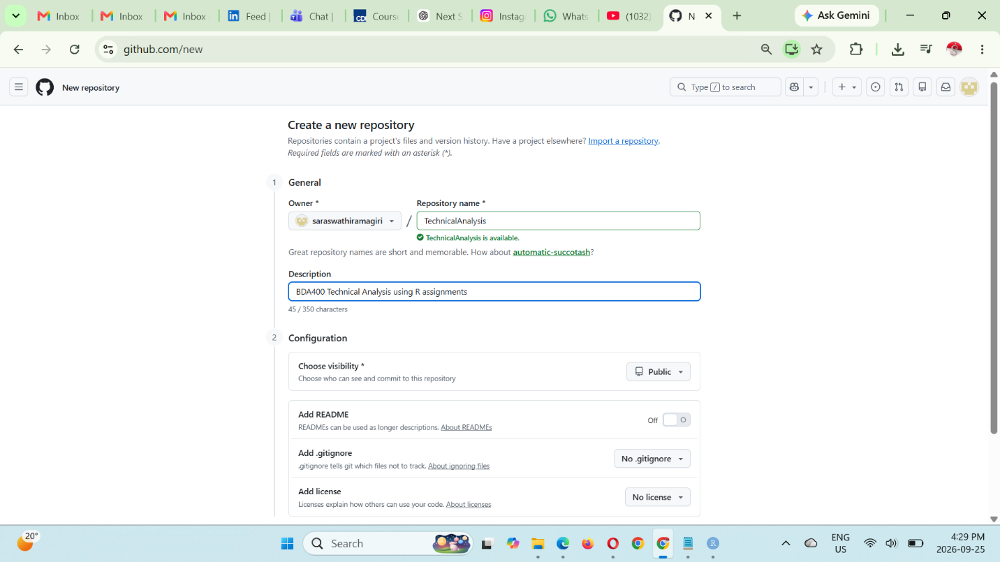 Inbox
Inbox
Inbox
Feed |
Chat |
Course
Next S
Instag
Whats
(1032)
N
Ask Gemini
github.com/new
New repository
Type / to search
Create a new repository
Repositories contain a project's files and version history. Have a project elsewhere? Import a repository.
Required fields are marked with an asterisk (*).
1 General
Owner *
Repository name *
saraswathiramagiri / TechnicalAnalysis
TechnicalAnalysis is available.
Great repository names are short and memorable. How about automatic-succotash?
Description
BDA400 Technical Analysis using R assignments
45 / 350 characters
2 Configuration
Choose visibility *
Choose who can see and commit to this repository
Public
Add README
READMEs can be used as longer descriptions. About READMEs
Off
Add .gitignore
.gitignore tells git which files not to track. About ignoring files
No .gitignore
Add license
Licenses explain how others can use your code. About licenses
No license
20°
Search
ENG
US
4:29 PM
2026-09-25